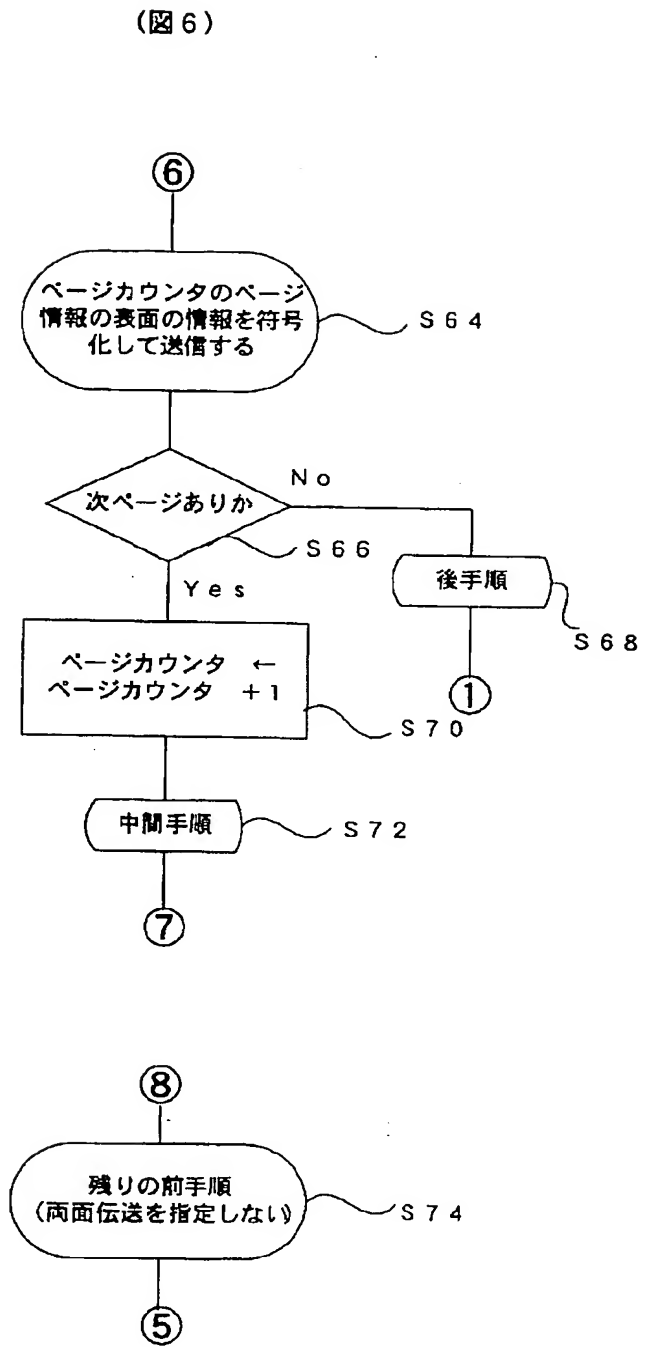 (図6)
⑥
ページカウンタのページ
情報の表面の情報を符号
化して送信する
S64
次ページありか
No
S66
Yes
後手順
S68
①
ページカウンタ ←
ページカウンタ +1
S70
中間手順
S72
⑦
⑧
残りの前手順
(両面伝送を指定しない)
S74
⑤